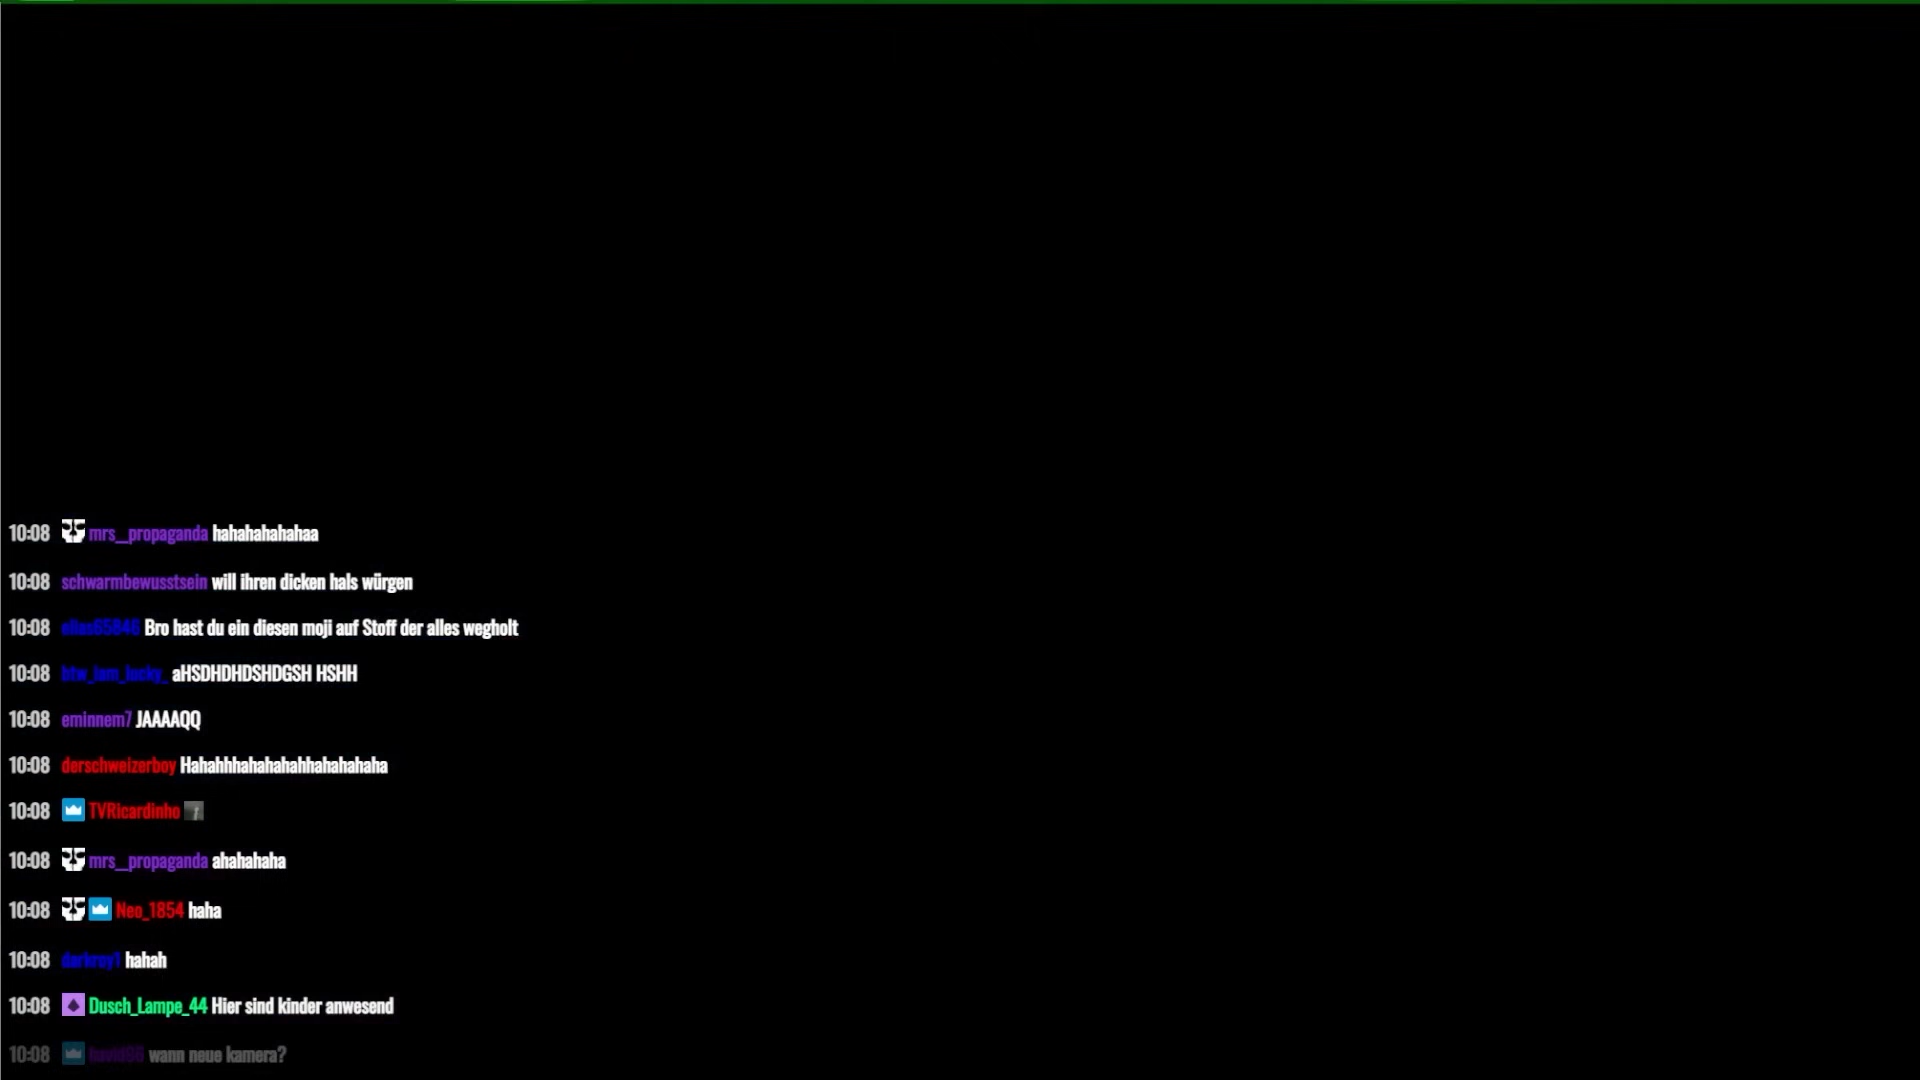 10:08 mrs__propaganda hahahahahahaa
10:08 schwarmbewusstsein will ihren dicken hals würgen
10:08 Bro hast du ein diesen moji auf Stoff der alles wegholt
10:08 btw_iam_lucky_ aHSDHDHDSHDGSH HSHH
10:08 eminnem7 JAAAAQQ
10:08 derschweizerboy Hahahhhahahahahhahahahaha
10:08 TVRicardinho
10:08 mrs__propaganda ahahahaha
10:08 Neo_1854 haha
10:08 darkroy1 hahah
10:08 Dusch_Lampe_44 Hier sind kinder anwesend
10:08 wann neue kamera?